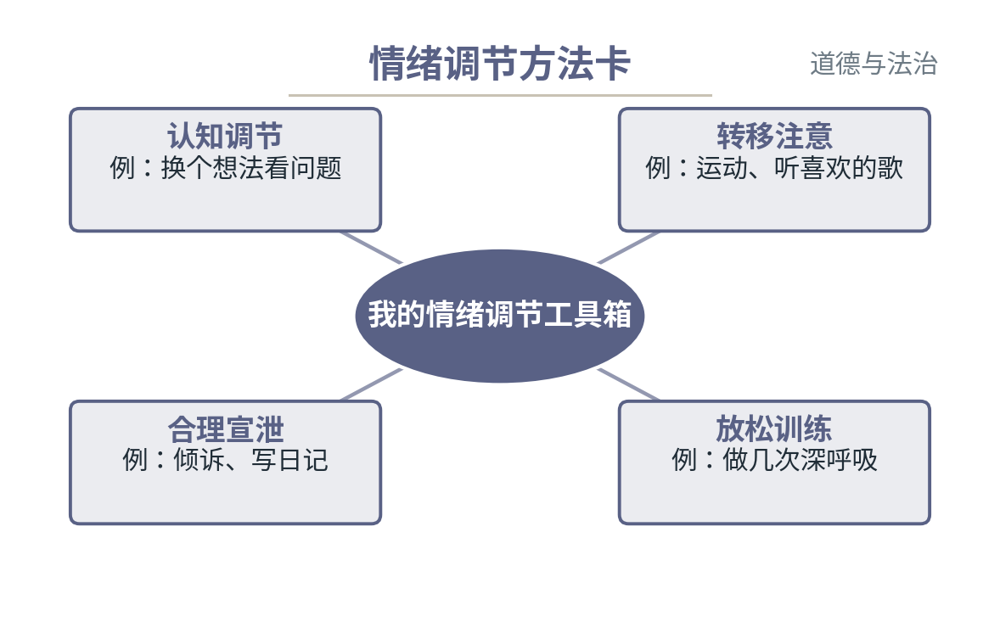 情绪调节方法卡
道德与法治
认知调节
例：换个想法看问题
转移注意
例：运动、听喜欢的歌
我的情绪调节工具箱
合理宣泄
例：倾诉、写日记
放松训练
例：做几次深呼吸